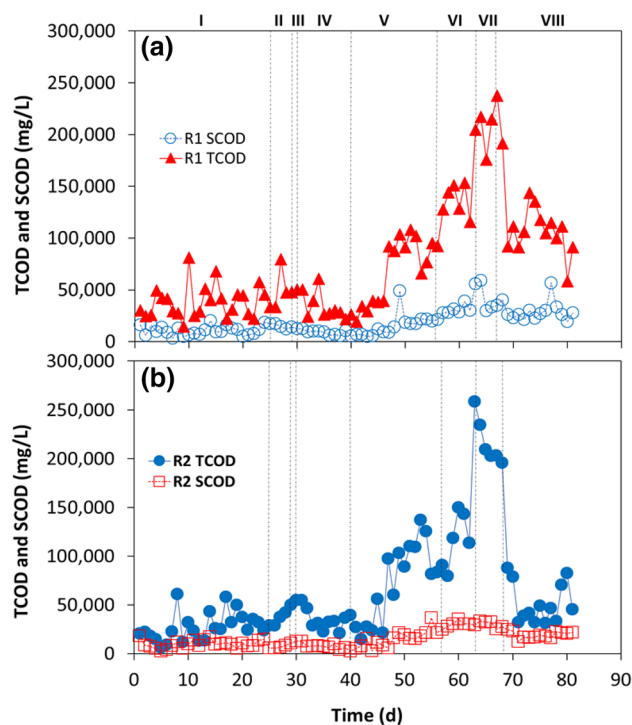 I II III IV V VI VII VIII
300,000
(a)
250,000
200,000
R1 SCOD
R1 TCOD
150,000
100,000
50,000
0
TCOD and SCOD (mg/L)
300,000
(b)
250,000
200,000
R2 TCOD
R2 SCOD
150,000
100,000
50,000
0
TCOD and SCOD (mg/L)
0 10 20 30 40 50 60 70 80 90
Time (d)